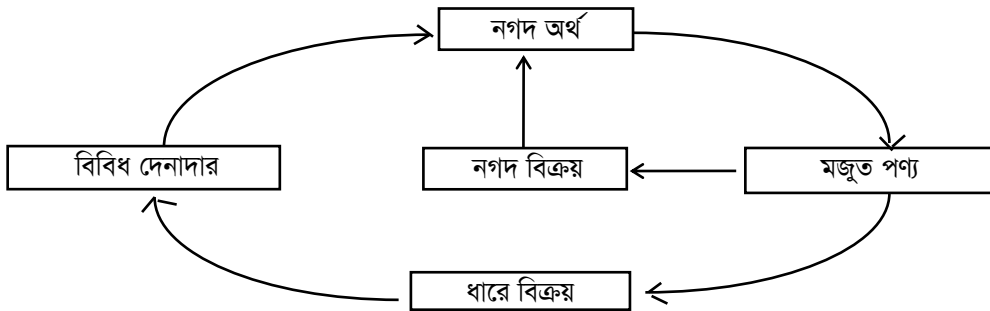 নগদ অর্থ
বিবিধ দেনাদার
নগদ বিক্রয়
মজুত পণ্য
ধারে বিক্রয়